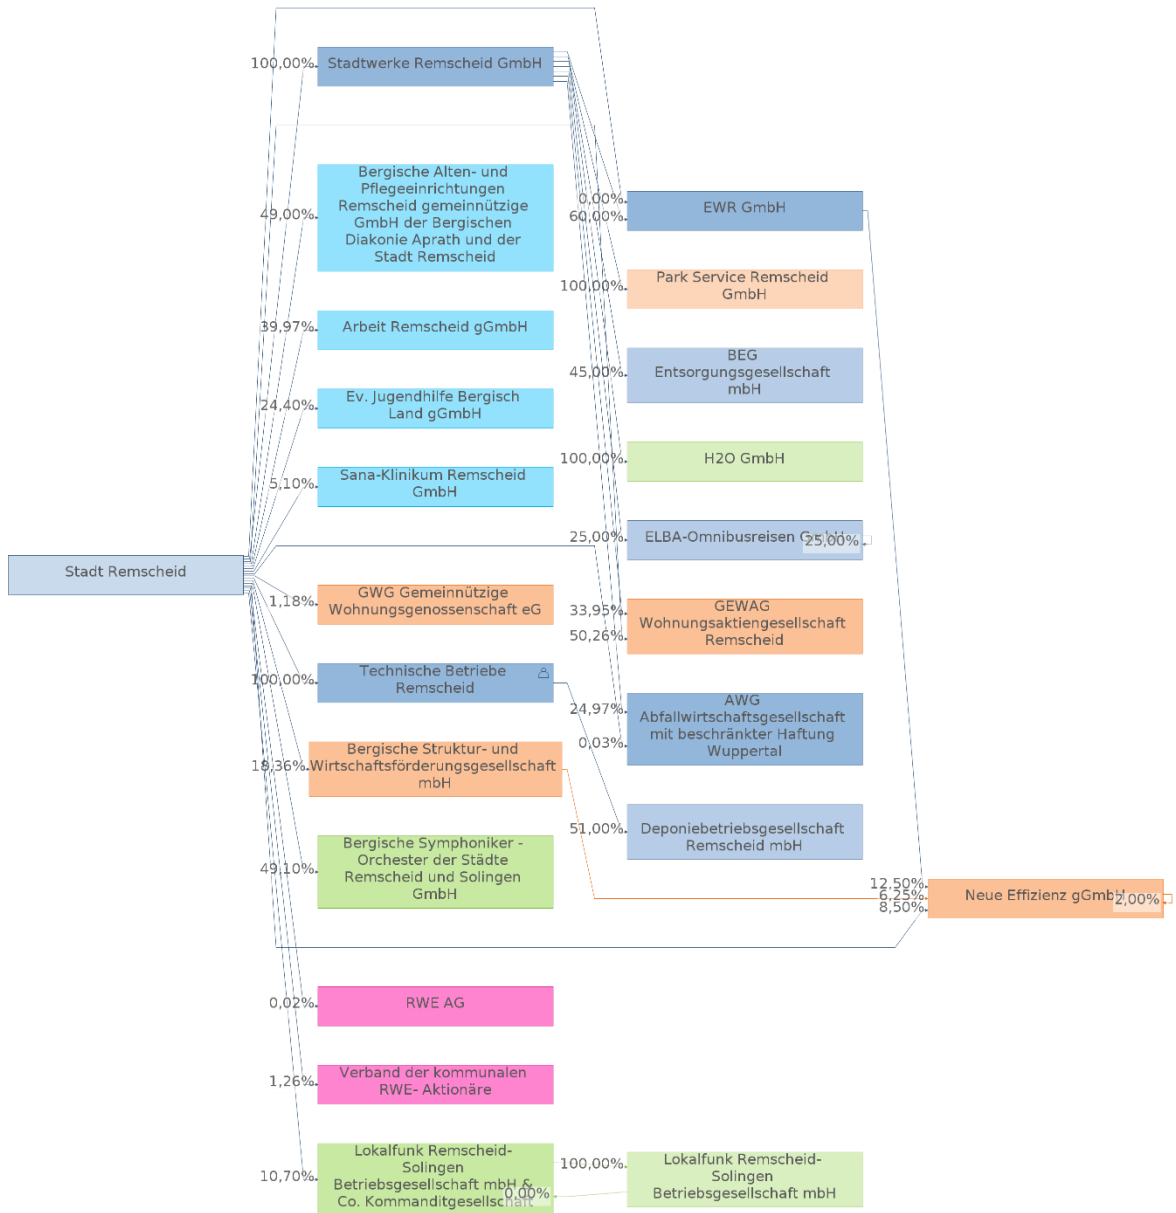 100,00%
Stadtwerke Remscheid GmbH
49,00%
Bergische Alten- und
Pflegeeinrichtungen
Remscheid gemeinnützige
GmbH der Bergischen
Diakonie Aprath und der
Stadt Remscheid
39,97%
Arbeit Remscheid gGmbH
24,40%
Ev. Jugendhilfe Bergisch
Land gGmbH
5,10%
Sana-Klinikum Remscheid
GmbH
Stadt Remscheid
1,18%
GWG Gemeinnützige
Wohnungsgenossenschaft eG
100,00%
Technische Betriebe
Remscheid
18,36%
Bergische Struktur- und
Wirtschaftsförderungsgesellschaft
mbH
49,10%
Bergische Symphoniker -
Orchester der Städte
Remscheid und Solingen
GmbH
0,02%
RWE AG
1,26%
Verband der kommunalen
RWE- Aktionäre
10,70%
Lokalfunk Remscheid-
Solingen
Betriebsgesellschaft mbH &
Co. Kommanditgesellschaft
0,00%
0,00%
60,00%
EWR GmbH
100,00%
Park Service Remscheid
GmbH
45,00%
BEG
Entsorgungsgesellschaft
mbH
100,00%
H2O GmbH
25,00%
ELBA-Omnibusreisen GmbH
25,00%
33,95%
50,26%
GEWAG
Wohnungsaktiengesellschaft
Remscheid
24,97%
0,03%
AWG
Abfallwirtschaftsgesellschaft
mit beschränkter Haftung
Wuppertal
51,00%
Deponiebetriebsgesellschaft
Remscheid mbH
12,50%
6,25%
8,50%
Neue Effizienz gGmbH
2,00%
100,00%
Lokalfunk Remscheid-
Solingen
Betriebsgesellschaft mbH